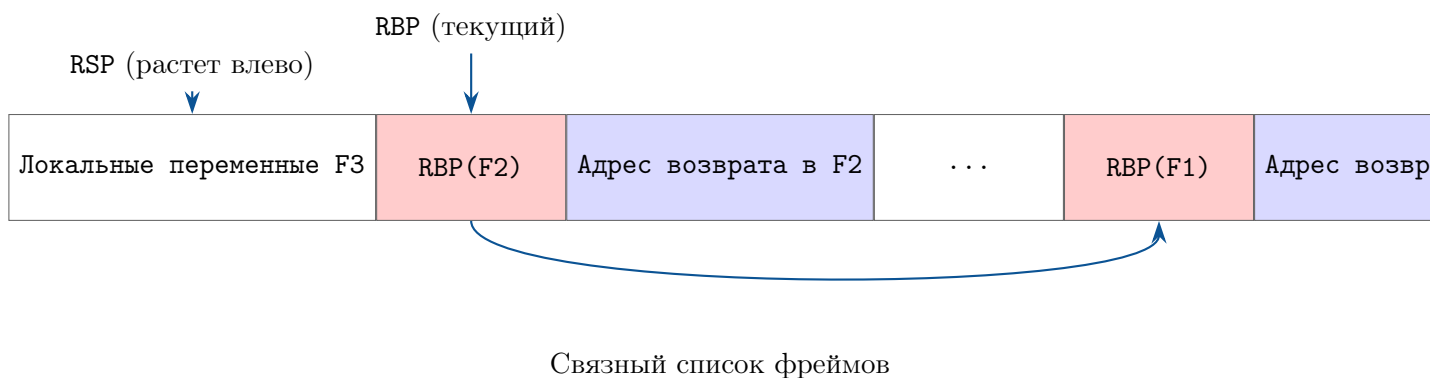 RBP (текущий)
RSP (растет влево)
Локальные переменные F3 RBP(F2) Адрес возврата в F2 ... RBP(F1) Адрес
Связный список фреймов